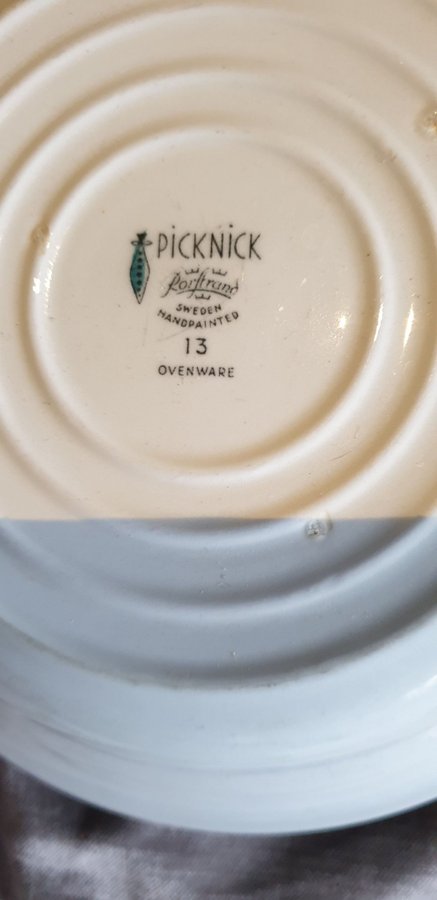 PiCKNiCK
Rörstrand
SWEDEN
HANDPAINTED
13
OVENWARE